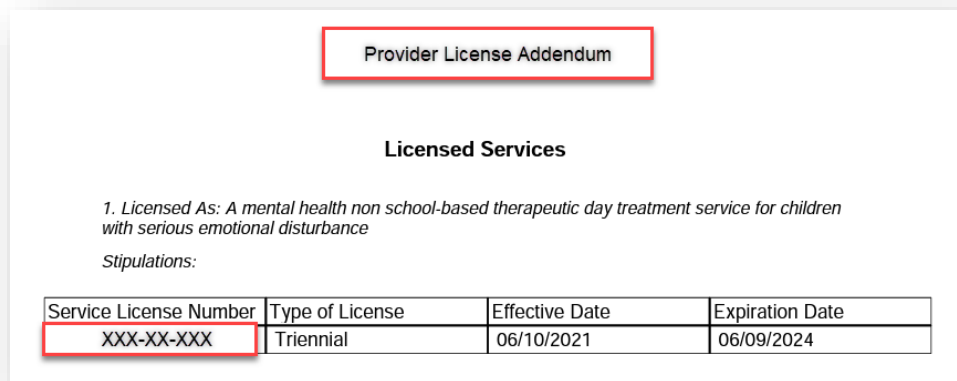 Provider License Addendum
Licensed Services
1. Licensed As: A mental health non school-based therapeutic day treatment service for children
with serious emotional disturbance
Stipulations:
Service License Number Type of License Effective Date Expiration Date
XXX-XX-XXX Triennial 06/10/2021 06/09/2024